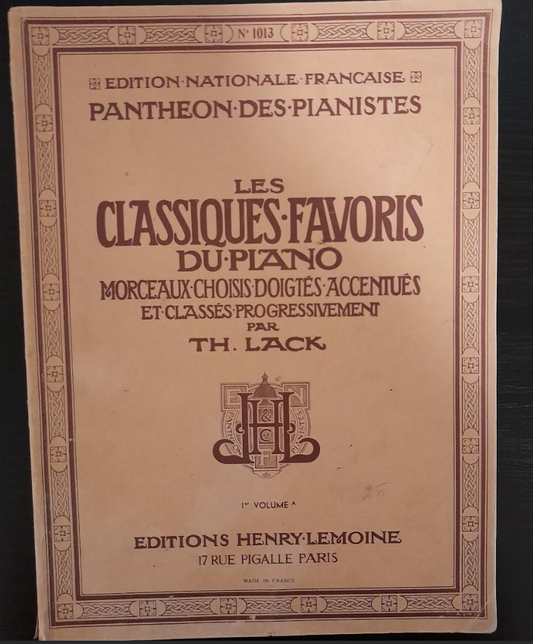 Nº 1013
EDITION·NATIONALE·FRANCAISE
PANTHEON·DES·PIANISTES
LES
CLASSIQUES·FAVORIS
DU·PIANO
MORCEAUX·CHOISIS·DOIGTÉS·ACCENTUÉS
ET·CLASSÉS·PROGRESSIVEMENT
PAR
TH. LACK
1er VOLUME A
EDITIONS HENRY·LEMOINE
17 RUE PIGALLE PARIS
MADE IN FRANCE